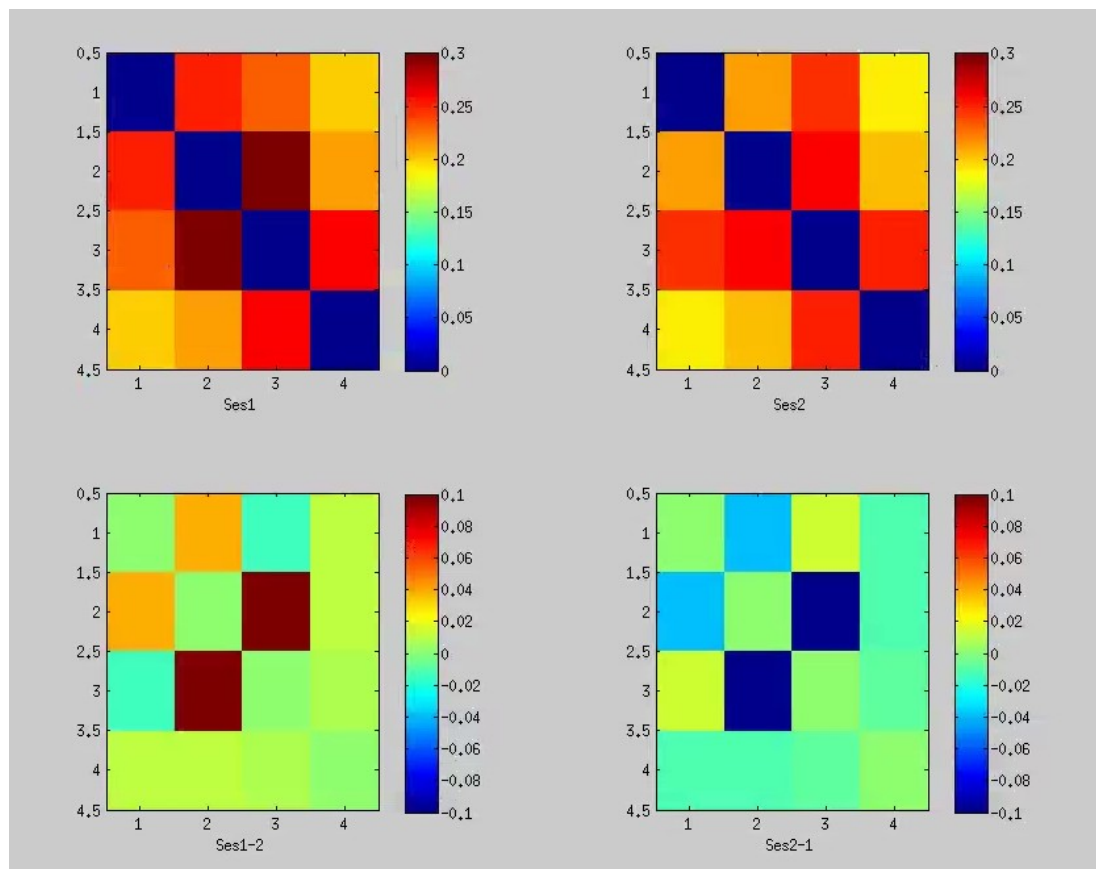 0.5 0.3 0.5 0.3
1 0.25 1 0.25
1.5 0.2 1.5 0.2
2 0.15 2 0.15
2.5 0.1 2.5 0.1
3 0.05 3 0.05
3.5 0 3.5 0
4 4
4.5 4.5
1 2 3 4 1 2 3 4
Ses1 Ses2
0.5 0.1 0.5 0.1
1 0.08 1 0.08
1.5 0.06 1.5 0.06
2 0.04 2 0.04
2.5 0.02 2.5 0.02
3 0 3 0
3.5 -0.02 3.5 -0.02
4 -0.04 4 -0.04
4.5 -0.06 4.5 -0.06
-0.08 -0.08
-0.1 -0.1
1 2 3 4 1 2 3 4
Ses1-2 Ses2-1